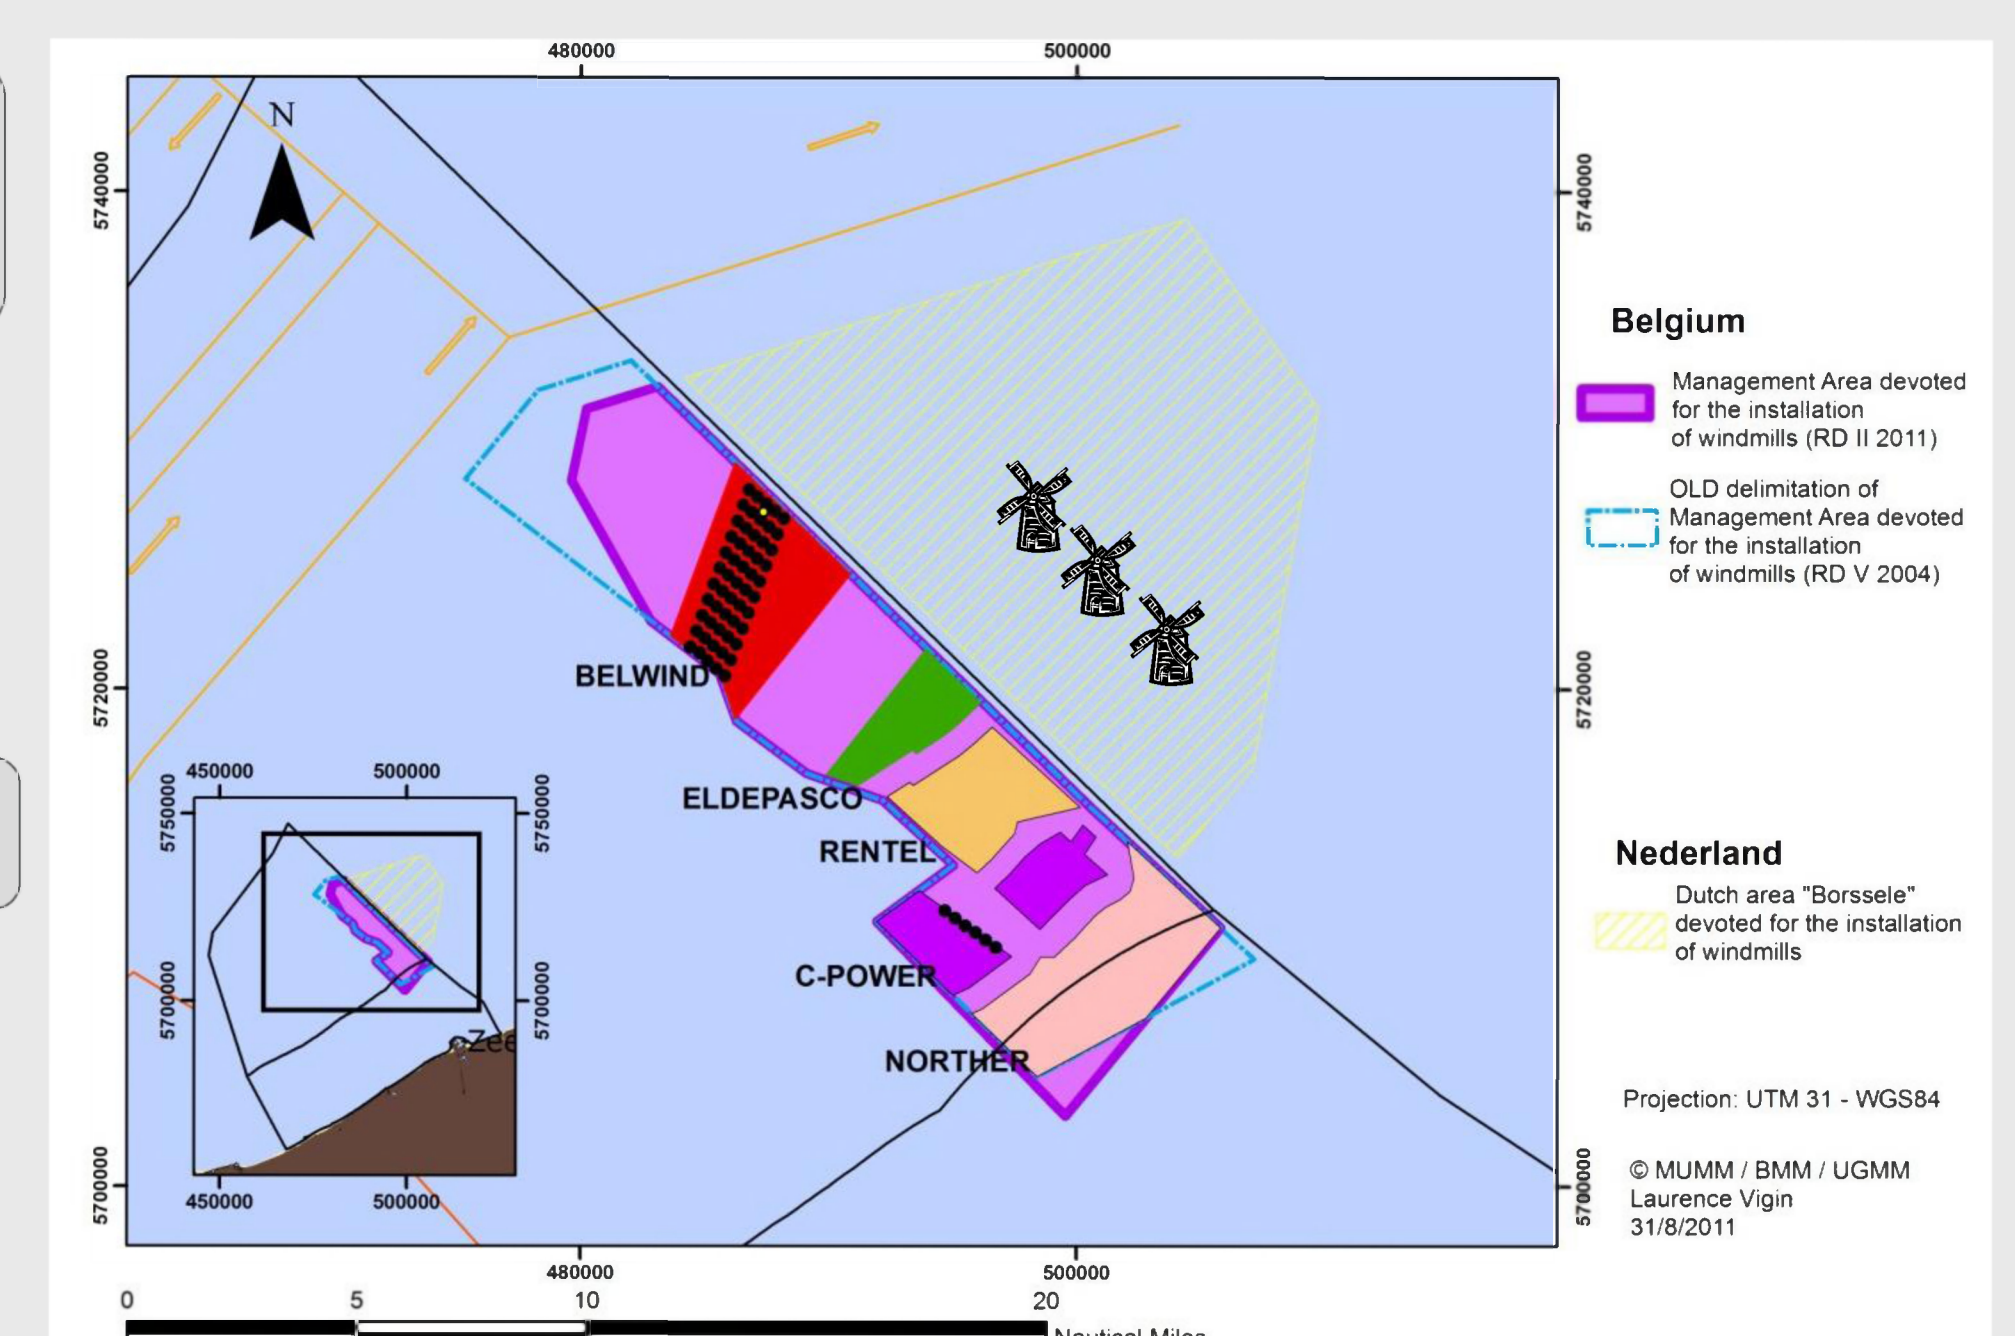 480000
500000
N
5740000
5740000
Belgium
Management Area devoted
for the installation
of windmills (RD II 2011)
OLD delimitation of
Management Area devoted
for the installation
of windmills (RD V 2004)
5720000
5720000
BELWIND
ELDEPASCO
RENTEL
C-POWER
NORTHER
450000
500000
5750000
5750000
5700000
5700000
Zee
450000
500000
Nederland
Dutch area "Borssele"
devoted for the installation
of windmills
Projection: UTM 31 - WGS84
5700000
5700000
© MUMM / BMM / UGMM
Laurence Vigin
31/8/2011
480000
500000
0
5
10
20
Nautical Miles